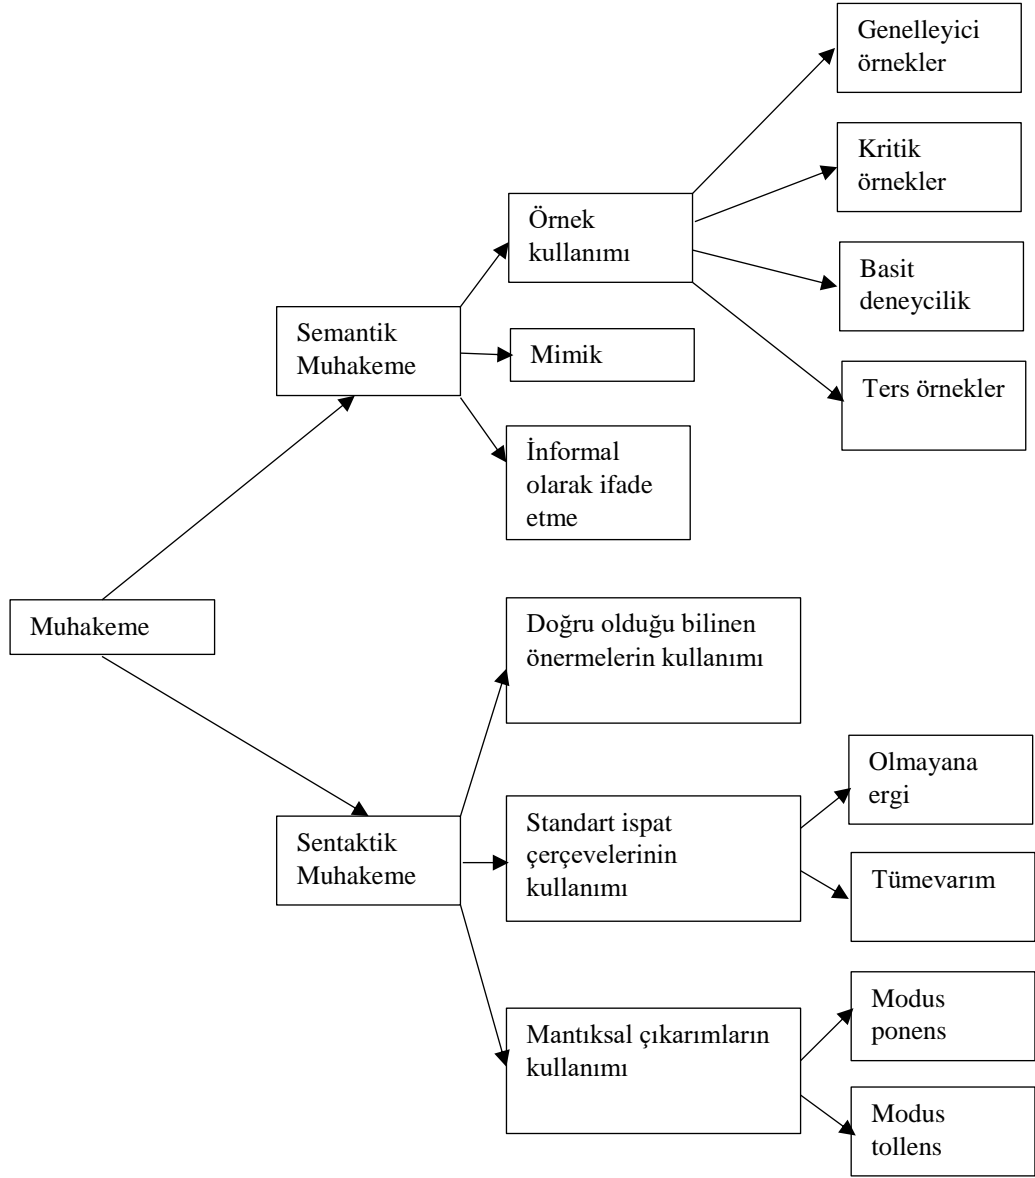 Genelleyici
örnekler
Kritik
örnekler
Örnek
kullanımı
Basit
deneycilik
Semantik
Muhakeme
Mimik
Ters örnekler
İnformal
olarak ifade
etme
Muhakeme
Doğru olduğu bilinen
önermelerin kullanımı
Olmayana
ergi
Sentaktik
Muhakeme
Standart ispat
çerçevelerinin
kullanımı
Tümevarım
Mantıksal çıkarımların
kullanımı
Modus
ponens
Modus
tollens